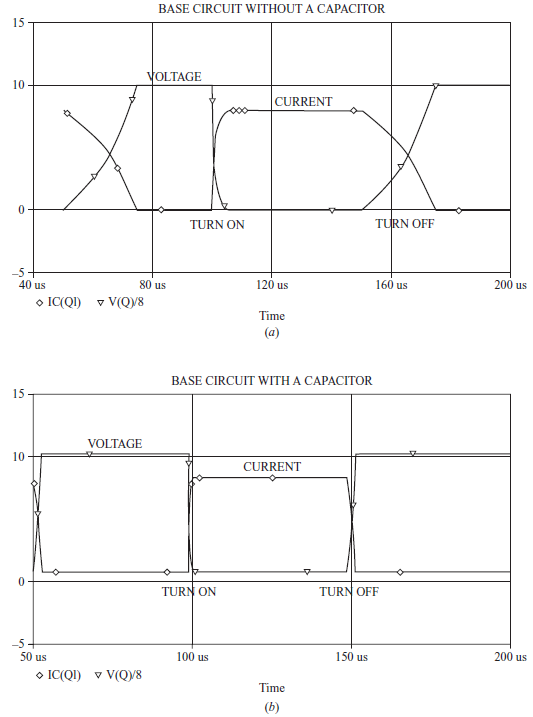 BASE CIRCUIT WITHOUT A CAPACITOR
15
VOLTAGE
10
CURRENT
0
TURN ON
TURN OFF
–5
40 us 80 us 120 us 160 us 200 us
IC(QI) V(Q)/8
Time
(a)
BASE CIRCUIT WITH A CAPACITOR
15
VOLTAGE
10
CURRENT
0
TURN ON
TURN OFF
–5
50 us 100 us 150 us 200 us
IC(QI) V(Q)/8
Time
(b)